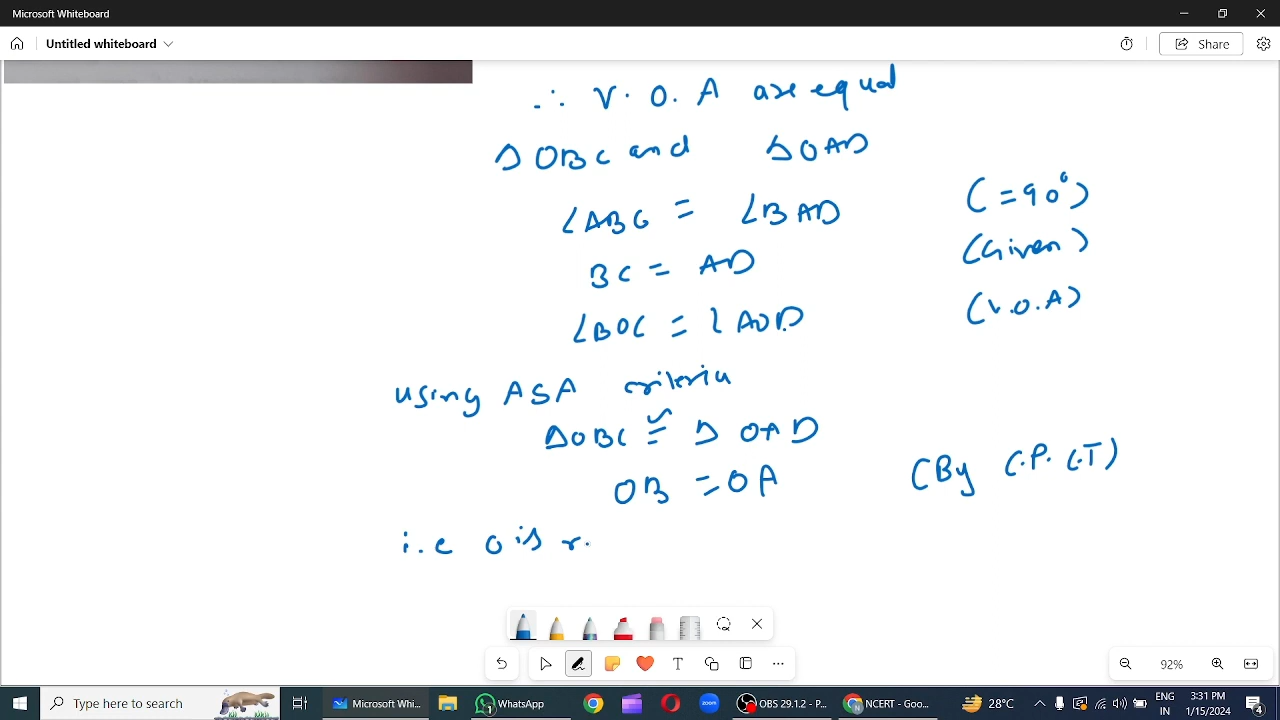 Microsoft Whiteboard
Untitled whiteboard
Share
∴ V.O.A are equal
Δ OBC and Δ OAD
∠ABC = ∠BAD (=90°)
BC = AD (Given)
∠BOC = ∠AOD (V.O.A)
using ASA criteria
ΔOBC ≅ Δ OAD
OB = OA (By C.P.C.T)
i.e O is
92%
Type here to search
Microsoft Whi...
WhatsApp
zoom
OBS 29.1.2 - P...
NCERT - Goo...
28°C
ENG
IN
3:31 PM
1/15/2024